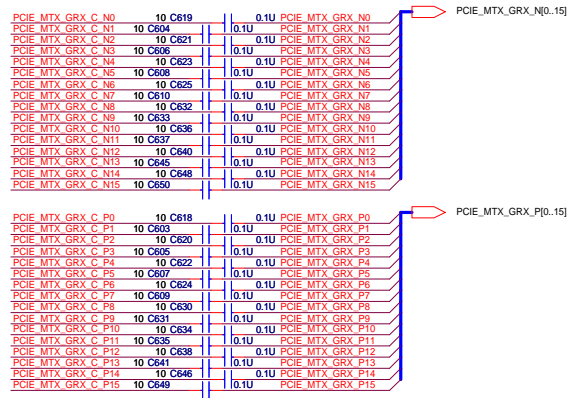 PCIE_MTX_GRX_N[0..15]
PCIE_MTX_GRX_C_N0 10 C619 0.1U PCIE_MTX_GRX_N0
PCIE_MTX_GRX_C_N1 10 C604 0.1U PCIE_MTX_GRX_N1
PCIE_MTX_GRX_C_N2 10 C621 0.1U PCIE_MTX_GRX_N2
PCIE_MTX_GRX_C_N3 10 C606 0.1U PCIE_MTX_GRX_N3
PCIE_MTX_GRX_C_N4 10 C623 0.1U PCIE_MTX_GRX_N4
PCIE_MTX_GRX_C_N5 10 C608 0.1U PCIE_MTX_GRX_N5
PCIE_MTX_GRX_C_N6 10 C625 0.1U PCIE_MTX_GRX_N6
PCIE_MTX_GRX_C_N7 10 C610 0.1U PCIE_MTX_GRX_N7
PCIE_MTX_GRX_C_N8 10 C632 0.1U PCIE_MTX_GRX_N8
PCIE_MTX_GRX_C_N9 10 C633 0.1U PCIE_MTX_GRX_N9
PCIE_MTX_GRX_C_N10 10 C636 0.1U PCIE_MTX_GRX_N10
PCIE_MTX_GRX_C_N11 10 C637 0.1U PCIE_MTX_GRX_N11
PCIE_MTX_GRX_C_N12 10 C640 0.1U PCIE_MTX_GRX_N12
PCIE_MTX_GRX_C_N13 10 C645 0.1U PCIE_MTX_GRX_N13
PCIE_MTX_GRX_C_N14 10 C648 0.1U PCIE_MTX_GRX_N14
PCIE_MTX_GRX_C_N15 10 C650 0.1U PCIE_MTX_GRX_N15
PCIE_MTX_GRX_P[0..15]
PCIE_MTX_GRX_C_P0 10 C618 0.1U PCIE_MTX_GRX_P0
PCIE_MTX_GRX_C_P1 10 C603 0.1U PCIE_MTX_GRX_P1
PCIE_MTX_GRX_C_P2 10 C620 0.1U PCIE_MTX_GRX_P2
PCIE_MTX_GRX_C_P3 10 C605 0.1U PCIE_MTX_GRX_P3
PCIE_MTX_GRX_C_P4 10 C622 0.1U PCIE_MTX_GRX_P4
PCIE_MTX_GRX_C_P5 10 C607 0.1U PCIE_MTX_GRX_P5
PCIE_MTX_GRX_C_P6 10 C624 0.1U PCIE_MTX_GRX_P6
PCIE_MTX_GRX_C_P7 10 C609 0.1U PCIE_MTX_GRX_P7
PCIE_MTX_GRX_C_P8 10 C630 0.1U PCIE_MTX_GRX_P8
PCIE_MTX_GRX_C_P9 10 C631 0.1U PCIE_MTX_GRX_P9
PCIE_MTX_GRX_C_P10 10 C634 0.1U PCIE_MTX_GRX_P10
PCIE_MTX_GRX_C_P11 10 C635 0.1U PCIE_MTX_GRX_P11
PCIE_MTX_GRX_C_P12 10 C638 0.1U PCIE_MTX_GRX_P12
PCIE_MTX_GRX_C_P13 10 C641 0.1U PCIE_MTX_GRX_P13
PCIE_MTX_GRX_C_P14 10 C646 0.1U PCIE_MTX_GRX_P14
PCIE_MTX_GRX_C_P15 10 C649 0.1U PCIE_MTX_GRX_P15